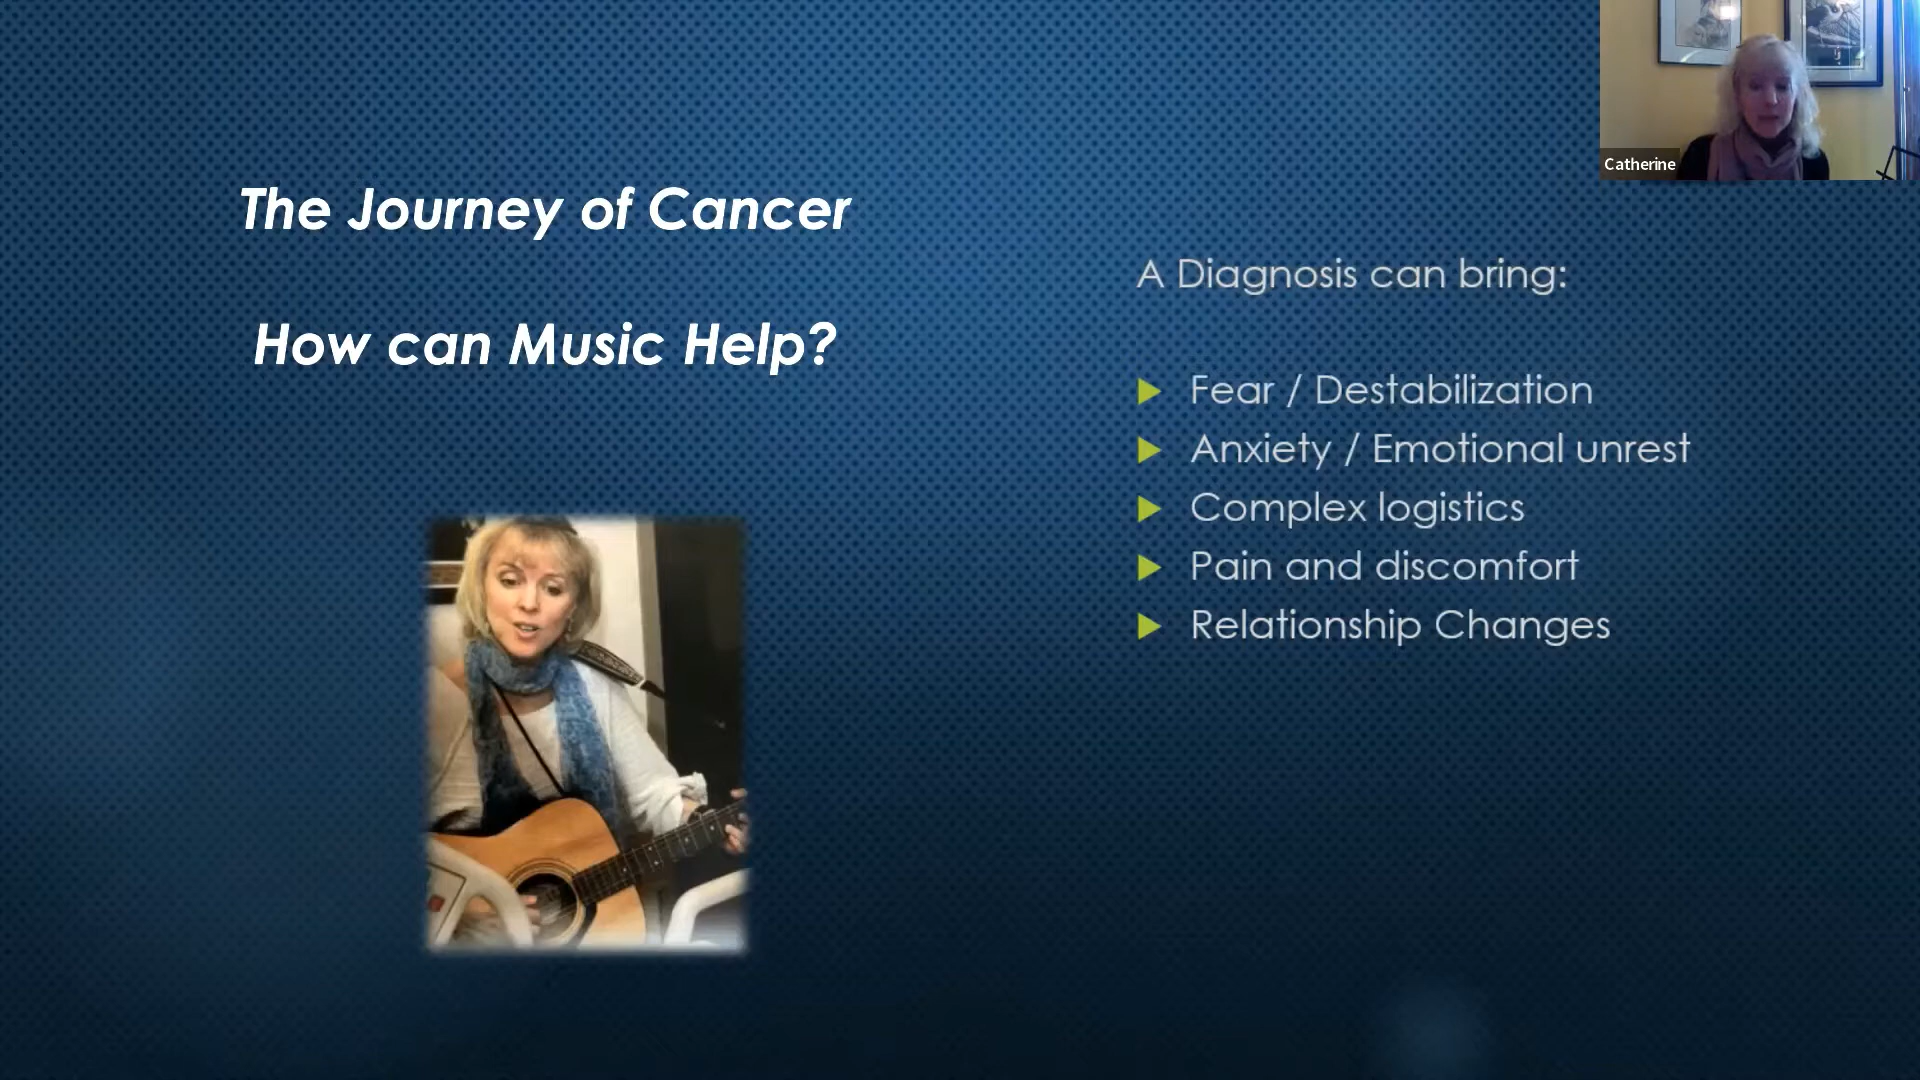 The Journey of Cancer
How can Music Help?
Catherine
A Diagnosis can bring:
Fear / Destabilization
Anxiety / Emotional unrest
Complex logistics
Pain and discomfort
Relationship Changes